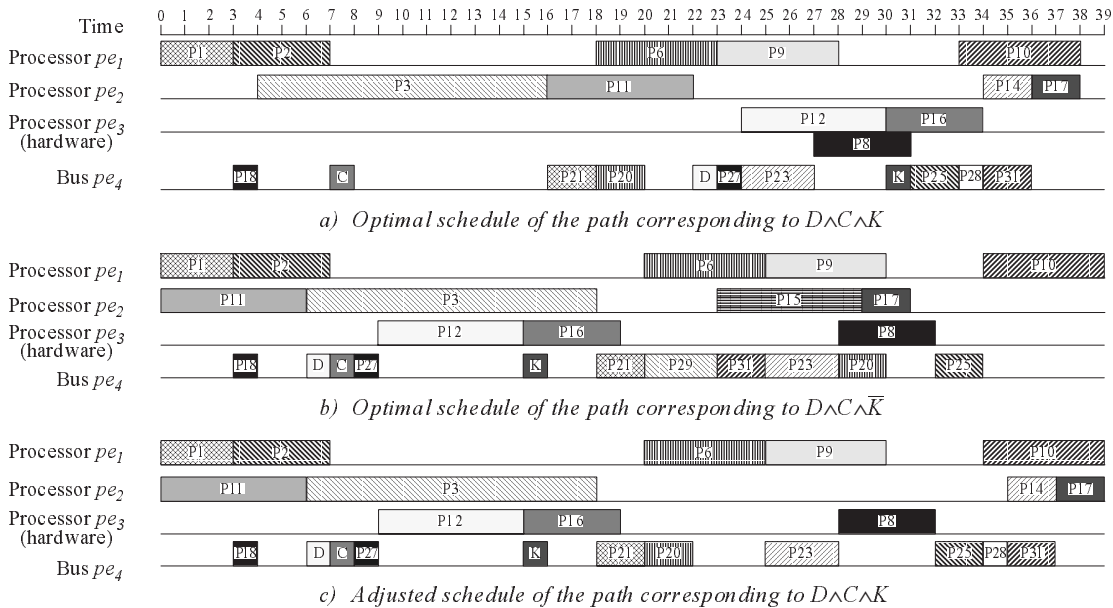 Time 0 1 2 3 4 5 6 7 8 9 10 11 12 13 14 15 16 17 18 19 20 21 22 23 24 25 26 27 28 29 30 31 32 33 34 35 36 37 38 39
Processor pe1 P1 P2 P6 P9 P10
Processor pe2 P3 P11 P14 P17
Processor pe3 P12 P16
(hardware) P8
Bus pe4 P18 C P21 P20 D P27 P23 K P25 P28 P31
a) Optimal schedule of the path corresponding to D∧C∧K
Processor pe1 P1 P2 P6 P9 P10
Processor pe2 P11 P3 P15 P17
Processor pe3 P12 P16 P8
(hardware)
Bus pe4 P18 D C P27 K P21 P29 P31 P23 P20 P25
b) Optimal schedule of the path corresponding to D∧C∧K̅
Processor pe1 P1 P2 P6 P9 P10
Processor pe2 P11 P3 P14 P17
Processor pe3 P12 P16 P8
(hardware)
Bus pe4 P18 D C P27 K P21 P20 P23 P25 P28 P31
c) Adjusted schedule of the path corresponding to D∧C∧K